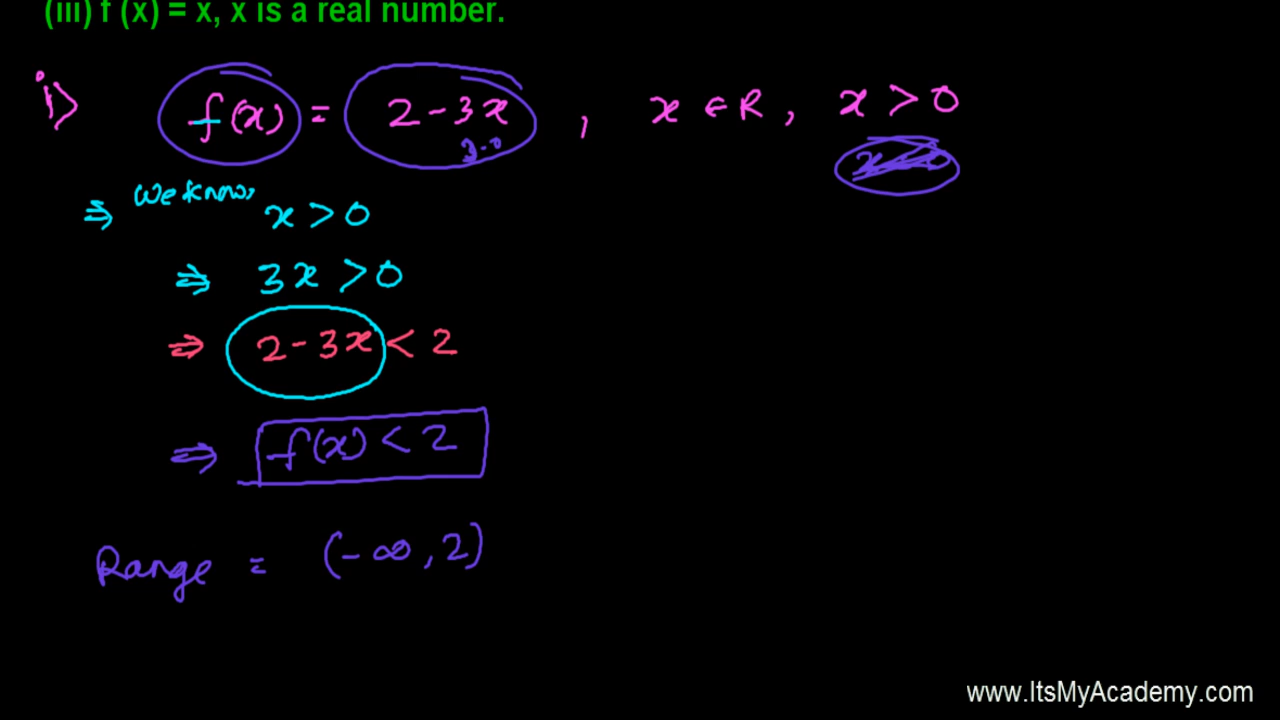 (iii) f (x) = x, x is a real number.
i) f(x) = 2 - 3x , x ∈ R, x > 0
⇒ We know x > 0
⇒ 3x > 0
⇒ 2 - 3x < 2
⇒ f(x) < 2
Range = (-∞, 2)
www.ItsMyAcademy.com